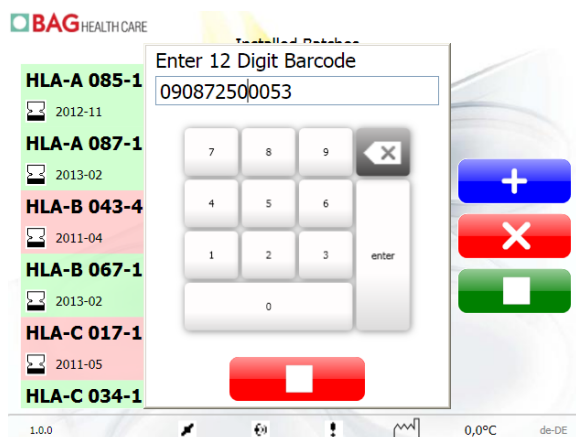 BAG HEALTH CARE
Installed Batches
Enter 12 Digit Barcode
090872500053
HLA-A 085-1
2012-11
HLA-A 087-1
2013-02
HLA-B 043-4
2011-04
HLA-B 067-1
2013-02
HLA-C 017-1
2011-05
HLA-C 034-1
7 8 9
4 5 6
1 2 3 enter
0
1.0.0 0,0°C de-DE